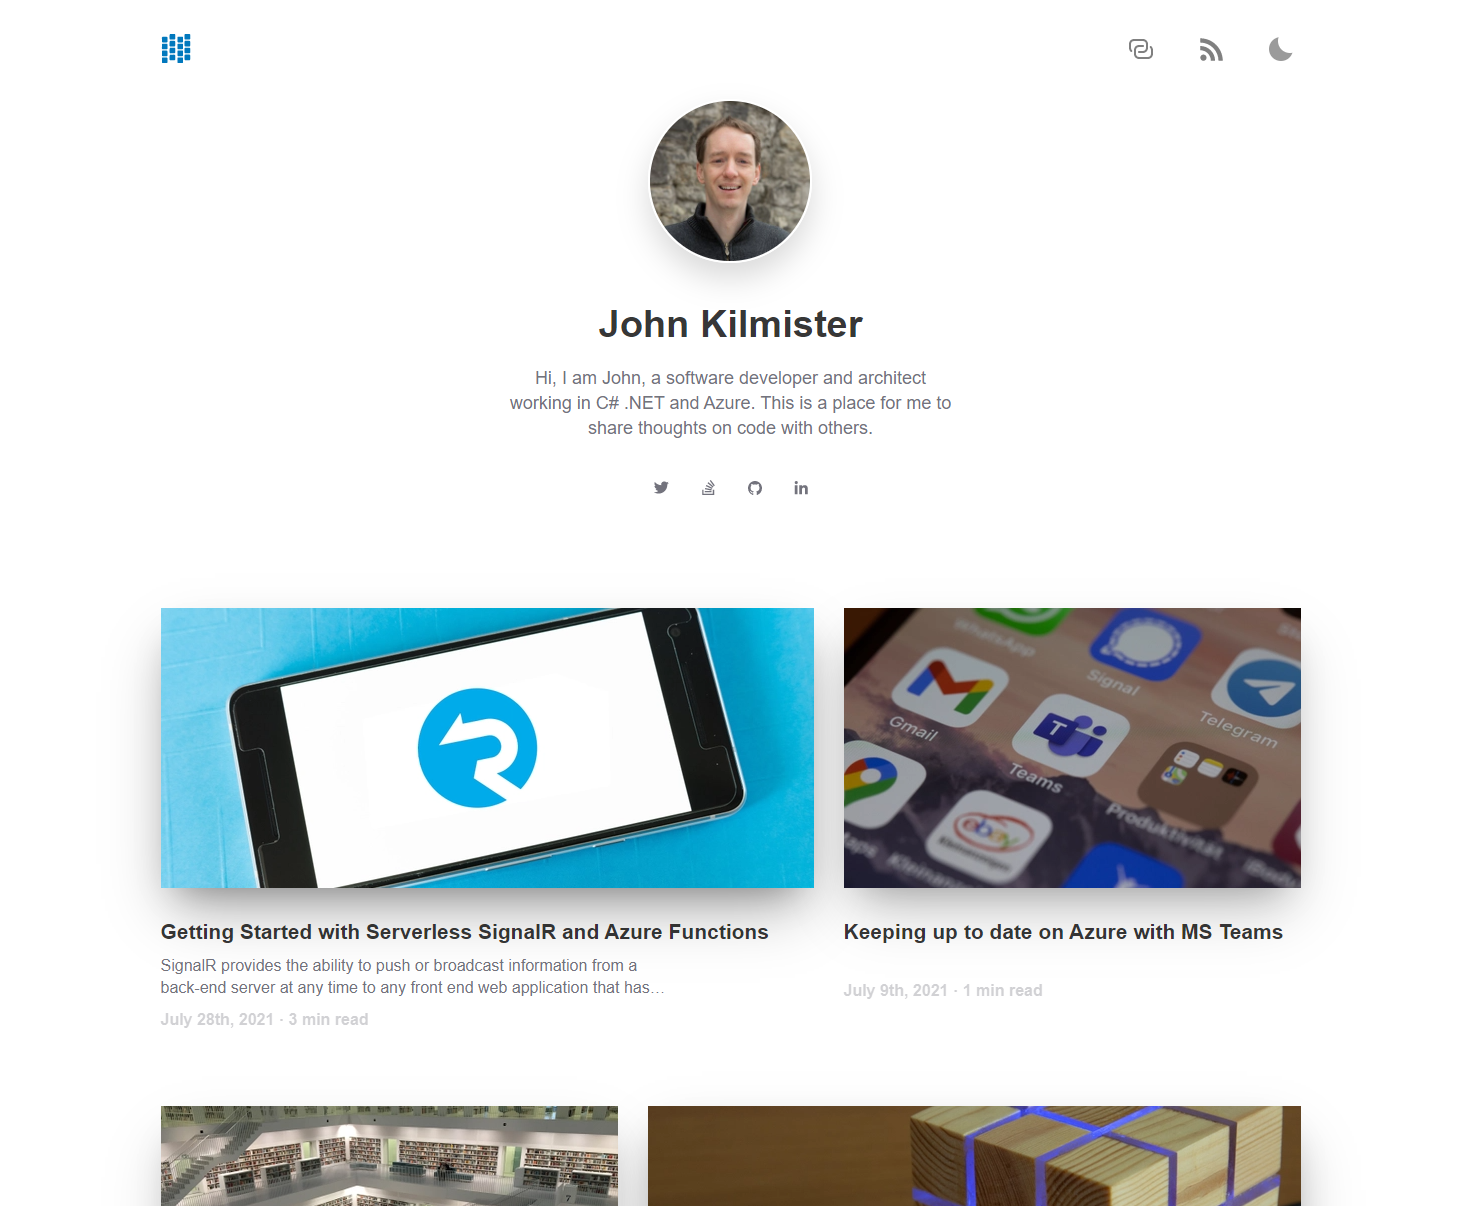 John Kilmister
Hi, I am John, a software developer and architect
working in C# .NET and Azure. This is a place for me to
share thoughts on code with others.
WhatsApp
Signal
Gmail
Telegram
T
Teams
Produktivität
ebay
Getting Started with Serverless SignalR and Azure Functions
SignalR provides the ability to push or broadcast information from a
back-end server at any time to any front end web application that has…
July 28th, 2021 · 3 min read
Keeping up to date on Azure with MS Teams
July 9th, 2021 · 1 min read
7